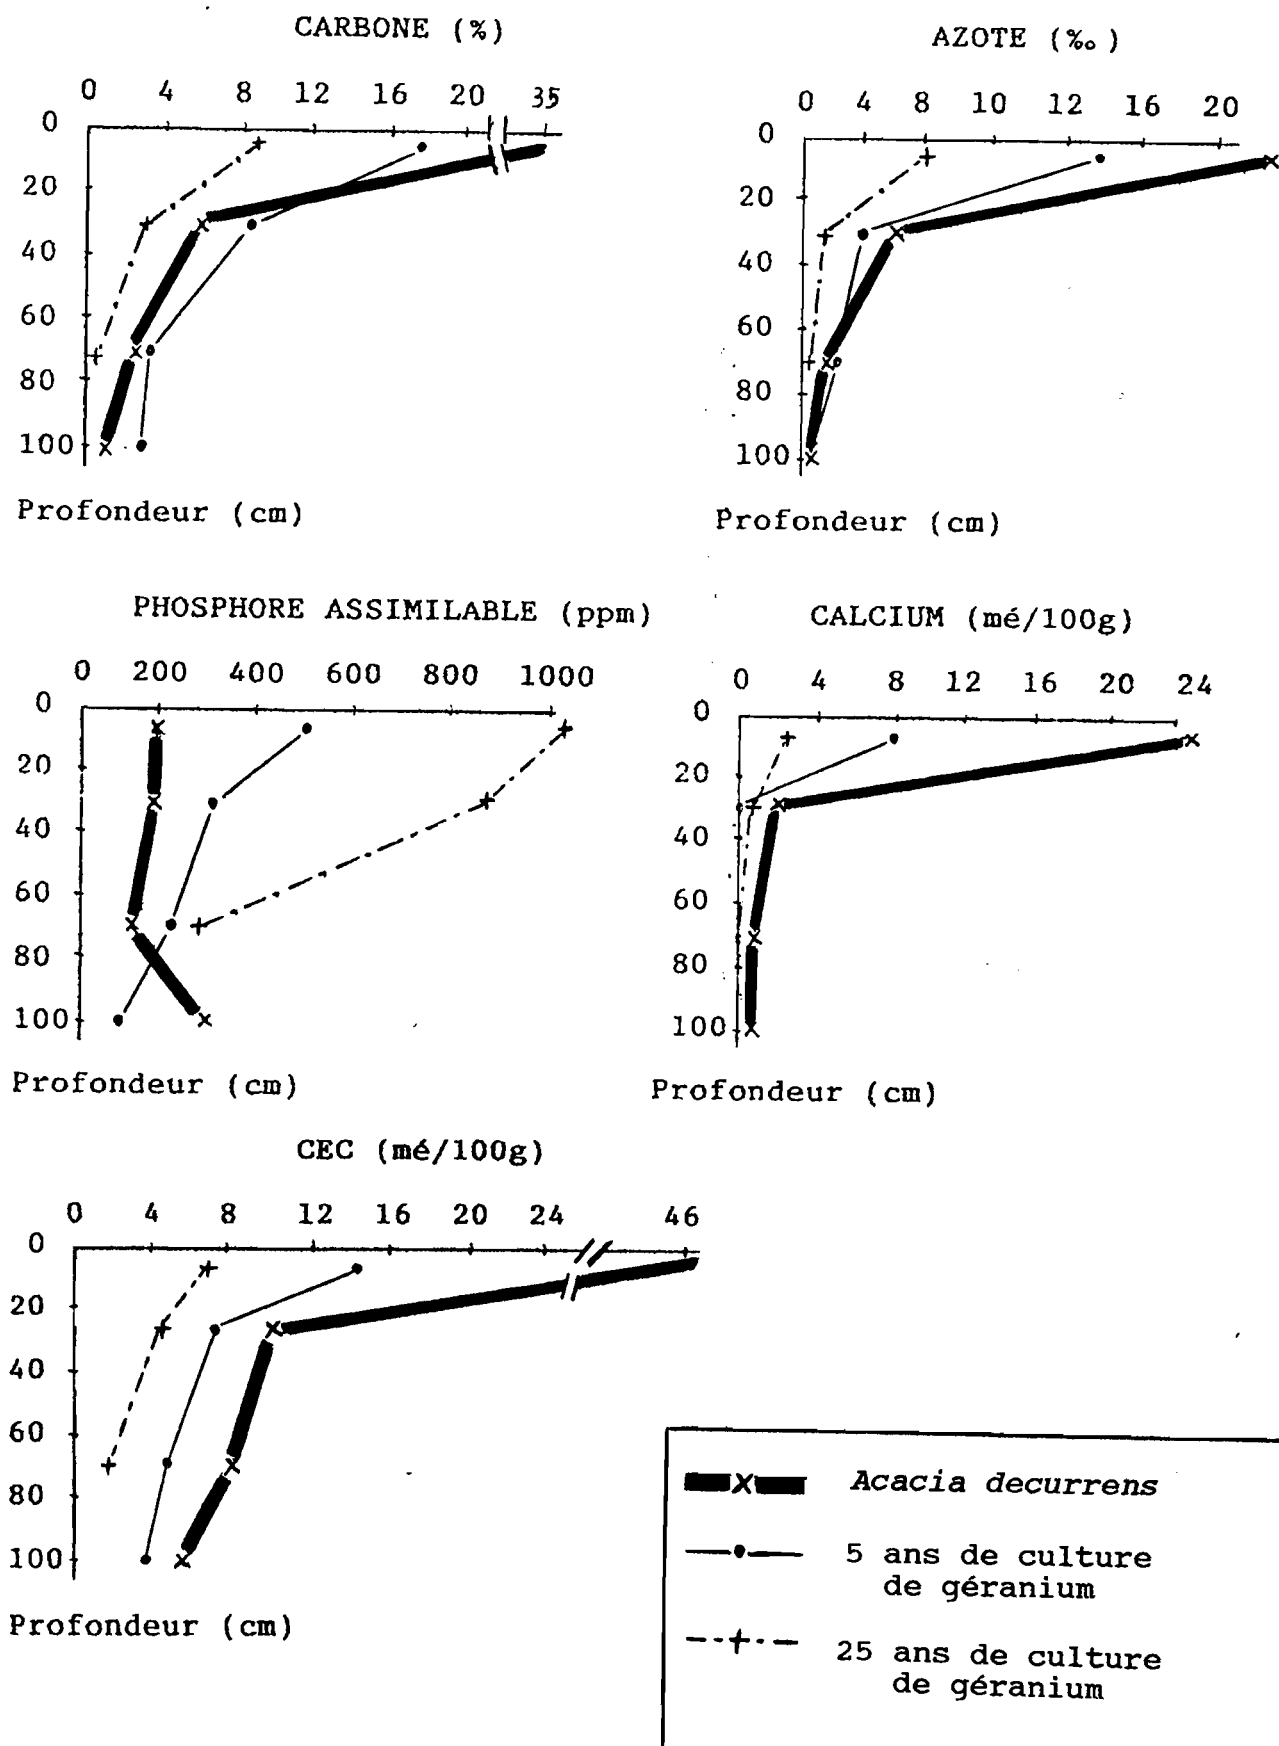 CARBONE (%)
0 4 8 12 16 20 35
0
20
40
60
80
100
Profondeur (cm)
AZOTE (‰)
0 4 8 10 12 16 20
0
20
40
60
80
100
Profondeur (cm)
PHOSPHORE ASSIMILABLE (ppm)
0 200 400 600 800 1000
0
20
40
60
80
100
Profondeur (cm)
CALCIUM (mé/100g)
0 4 8 12 16 20 24
0
20
40
60
80
100
Profondeur (cm)
CEC (mé/100g)
0 4 8 12 16 20 24 46
0
20
40
60
80
100
Profondeur (cm)
Acacia decurrens
5 ans de culture
de géranium
25 ans de culture
de géranium